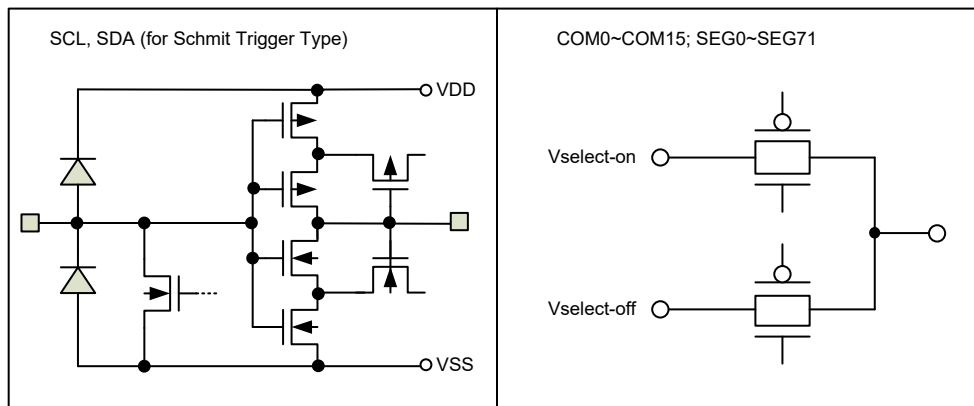 SCL, SDA (for Schmit Trigger Type)
VDD
VSS
COM0~COM15; SEG0~SEG71
Vselect-on
Vselect-off